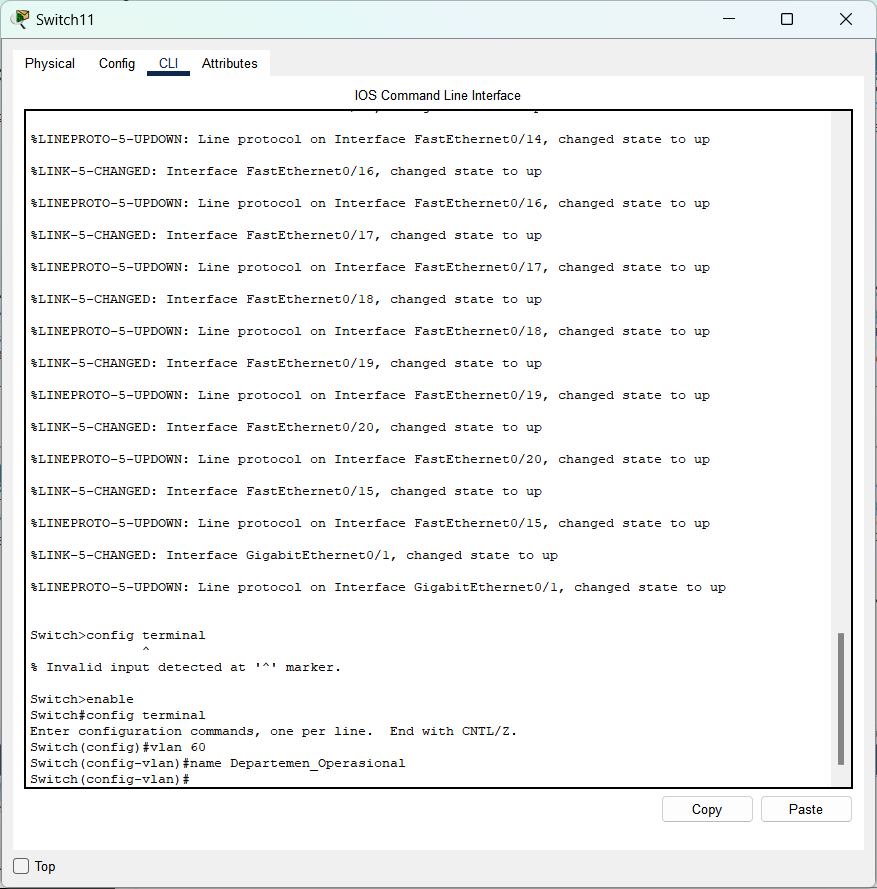 Switch11
Physical Config CLI Attributes
IOS Command Line Interface
%LINEPROTO-5-UPDOWN: Line protocol on Interface FastEthernet0/14, changed state to up
%LINK-5-CHANGED: Interface FastEthernet0/16, changed state to up
%LINEPROTO-5-UPDOWN: Line protocol on Interface FastEthernet0/16, changed state to up
%LINK-5-CHANGED: Interface FastEthernet0/17, changed state to up
%LINEPROTO-5-UPDOWN: Line protocol on Interface FastEthernet0/17, changed state to up
%LINK-5-CHANGED: Interface FastEthernet0/18, changed state to up
%LINEPROTO-5-UPDOWN: Line protocol on Interface FastEthernet0/18, changed state to up
%LINK-5-CHANGED: Interface FastEthernet0/19, changed state to up
%LINEPROTO-5-UPDOWN: Line protocol on Interface FastEthernet0/19, changed state to up
%LINK-5-CHANGED: Interface FastEthernet0/20, changed state to up
%LINEPROTO-5-UPDOWN: Line protocol on Interface FastEthernet0/20, changed state to up
%LINK-5-CHANGED: Interface FastEthernet0/15, changed state to up
%LINEPROTO-5-UPDOWN: Line protocol on Interface FastEthernet0/15, changed state to up
%LINK-5-CHANGED: Interface GigabitEthernet0/1, changed state to up
%LINEPROTO-5-UPDOWN: Line protocol on Interface GigabitEthernet0/1, changed state to up
Switch>config terminal
^
% Invalid input detected at '^' marker.
Switch>enable
Switch#config terminal
Enter configuration commands, one per line.  End with CNTL/Z.
Switch(config)#vlan 60
Switch(config-vlan)#name Departemen_Operasional
Switch(config-vlan)#
Copy Paste
Top